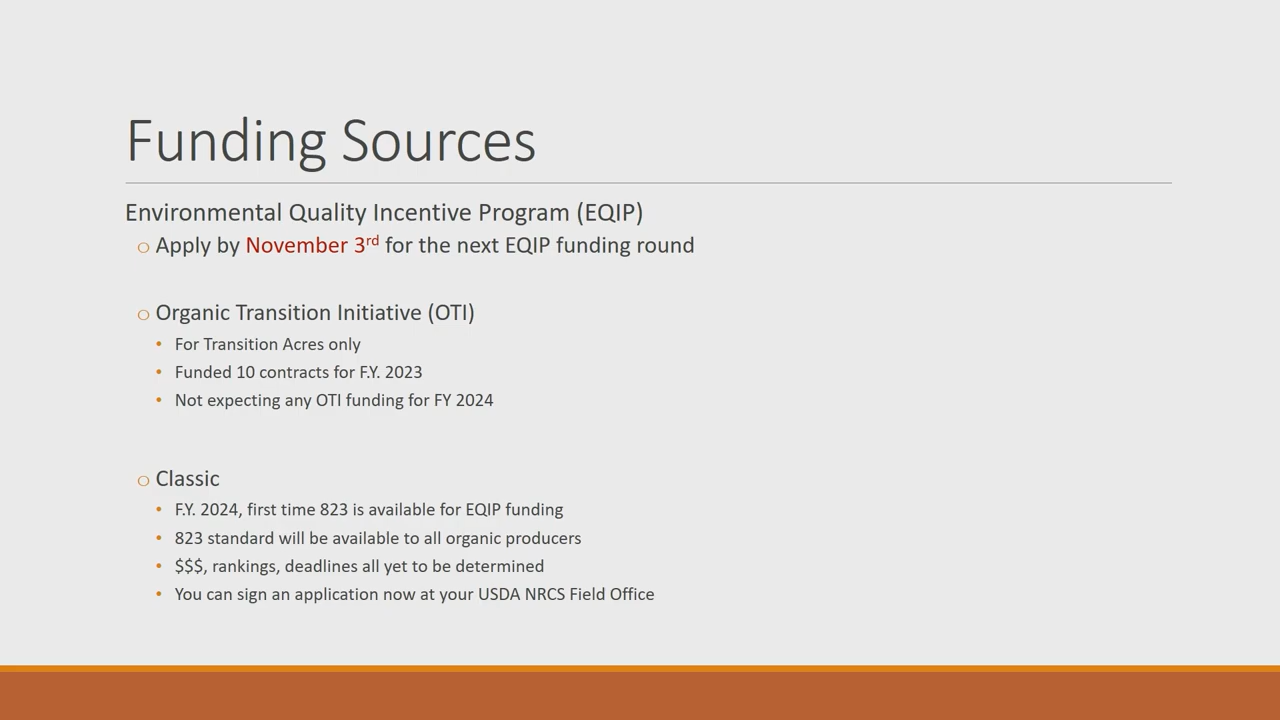 Funding Sources
Environmental Quality Incentive Program (EQIP)
o Apply by November 3rd for the next EQIP funding round
o Organic Transition Initiative (OTI)
• For Transition Acres only
• Funded 10 contracts for F.Y. 2023
• Not expecting any OTI funding for FY 2024
o Classic
• F.Y. 2024, first time 823 is available for EQIP funding
• 823 standard will be available to all organic producers
• $$$, rankings, deadlines all yet to be determined
• You can sign an application now at your USDA NRCS Field Office